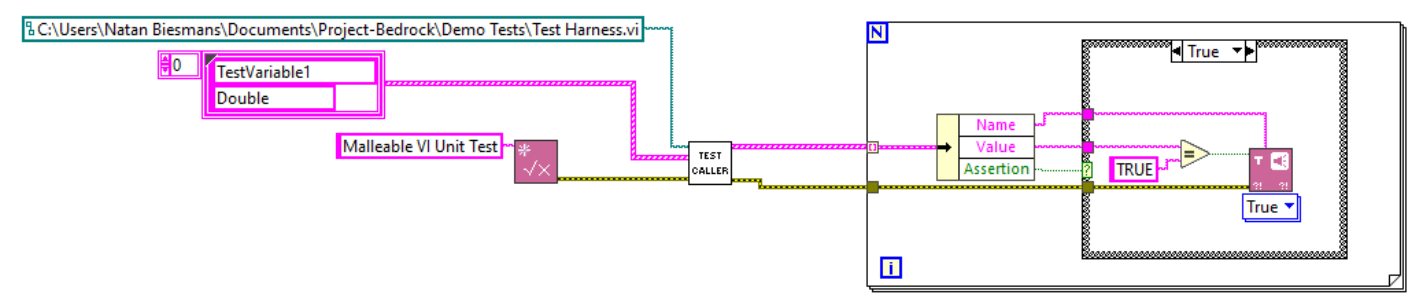 C:\Users\Natan Biesmans\Documents\Project-Bedrock\Demo Tests\Test Harness.vi
0
TestVariable1
Double
Malleable VI Unit Test
* √×
TEST
CALLER
N
True
Name
Value
Assertion
?
TRUE
=
T
?! ?!
True
i